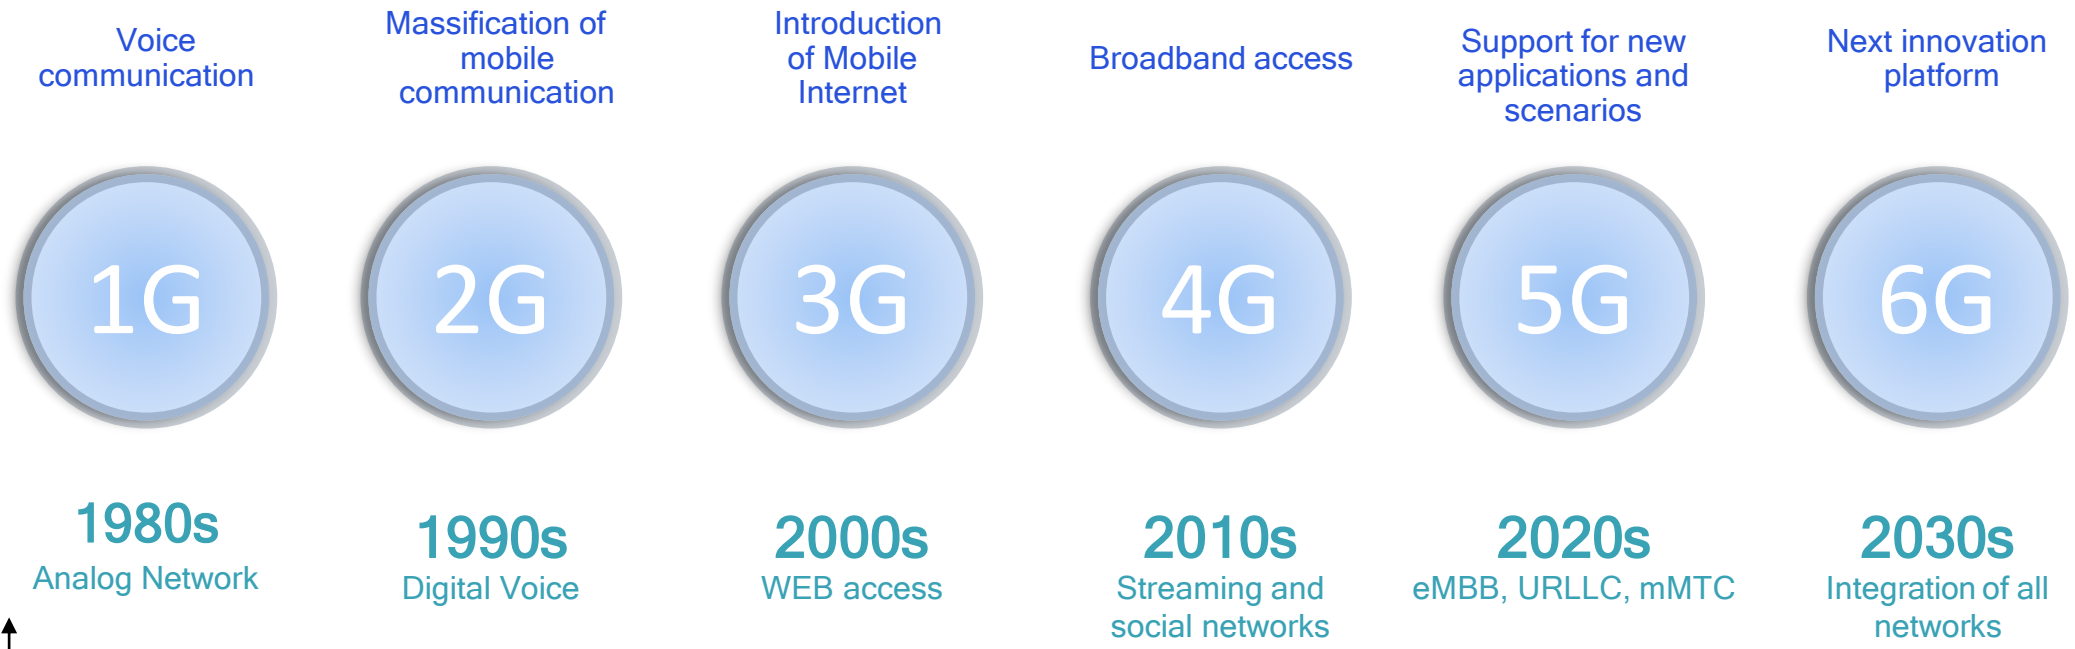 Voice
communication
Massification of
mobile
communication
Introduction
of Mobile
Internet
Broadband access
Support for new
applications and
scenarios
Next innovation
platform
1G
2G
3G
4G
5G
6G
1980s
Analog Network
1990s
Digital Voice
2000s
WEB access
2010s
Streaming and
social networks
2020s
eMBB, URLLC, mMTC
2030s
Integration of all
networks